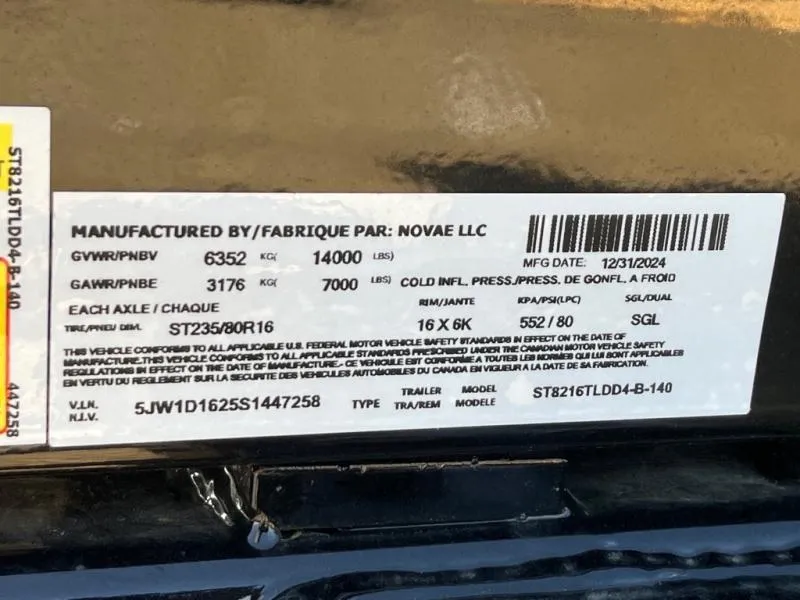 ST8216TLDD4-B-140
447258
MANUFACTURED BY/FABRIQUE PAR: NOVAE LLC
MFG DATE: 12/31/2024
GVWR/PNBV 6352 KG( 14000 LBS)
GAWR/PNBE 3176 KG( 7000 LBS) COLD INFL. PRESS./PRESS. DE GONFL. A FROID
EACH AXLE / CHAQUE RIM/JANTE KPA/PSI(LPC) SGL/DUAL
TIRE/PNEU DIM. ST235/80R16 16 X 6K 552 / 80 SGL
THIS VEHICLE CONFORMS TO ALL APPLICABLE U.S. FEDERAL MOTOR VEHICLE SAFETY STANDARDS IN EFFECT ON THE DATE OF
MANUFACTURE.THIS VEHICLE CONFORMS TO ALL APPLICABLE STANDARDS PRESCRIBED UNDER THE CANADIAN MOTOR VEHICLE SAFETY
REGULATIONS IN EFFECT ON THE DATE OF MANUFACTURE.- CE VEHICULE EST CONFORME A TOUTES LES NORMES QUI LUI SONT APPLICABLES
EN VERTU DU REGLEMENT SUR LA SECURITE DES VEHICULES AUTOMOBILES DU CANADA EN VIGUEUR A LA DATE DE SA FABRICATION.
V.I.N. 5JW1D1625S1447258 TYPE TRAILER MODEL ST8216TLDD4-B-140
N.I.V. TRA/REM MODELE